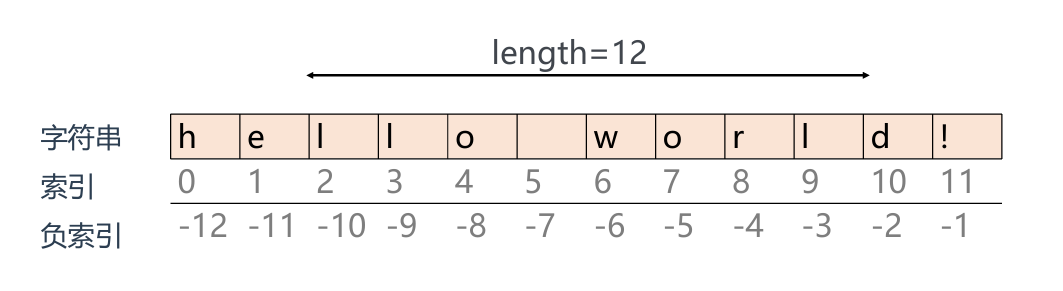 length=12
字符串 h e l l o w o r l d !
索引 0 1 2 3 4 5 6 7 8 9 10 11
负索引 -12 -11 -10 -9 -8 -7 -6 -5 -4 -3 -2 -1